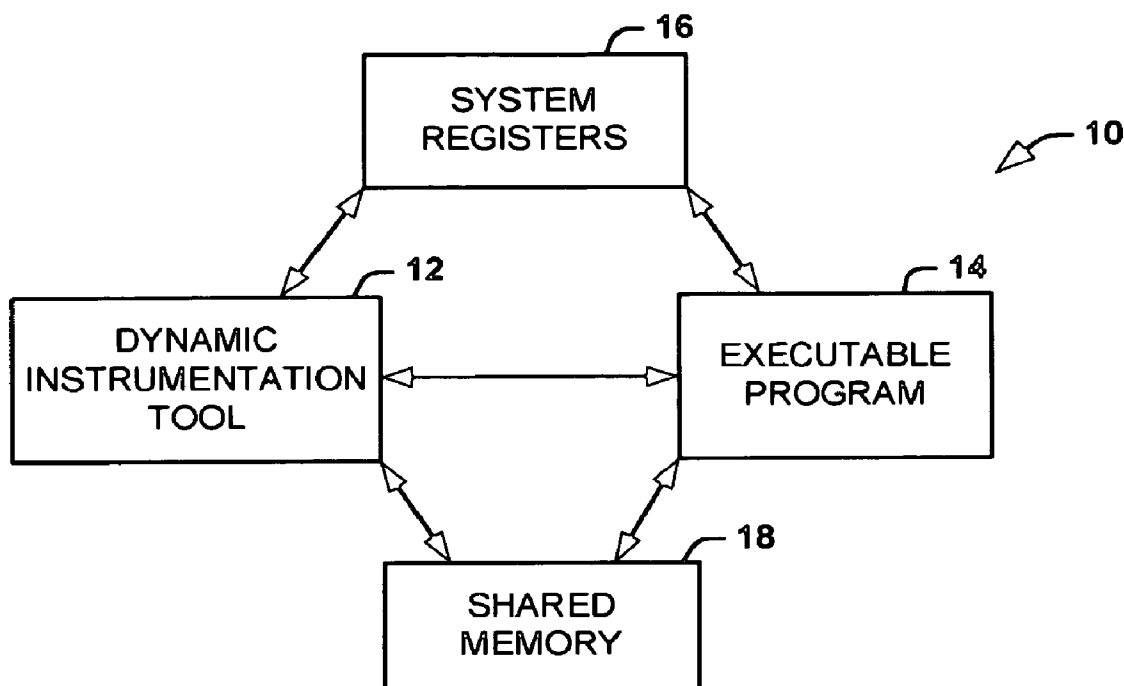 16
SYSTEM
REGISTERS
10
12
DYNAMIC
INSTRUMENTATION
TOOL
14
EXECUTABLE
PROGRAM
18
SHARED
MEMORY